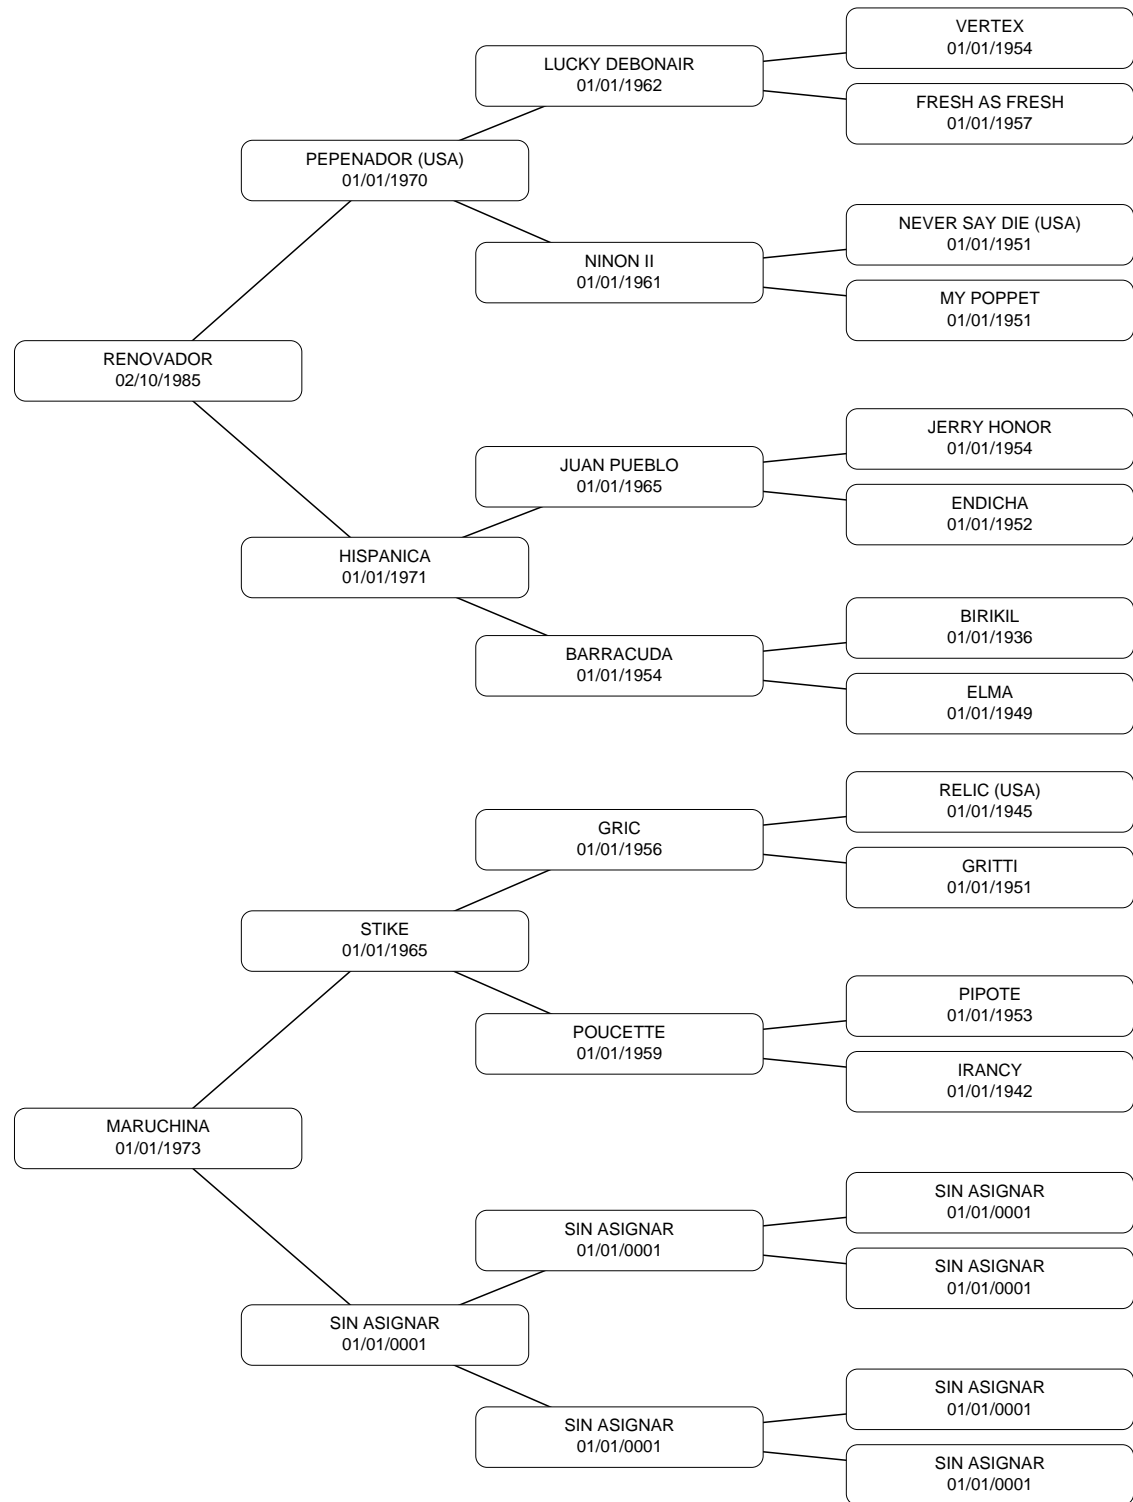 VERTEX
01/01/1954
LUCKY DEBONAIR
01/01/1962
FRESH AS FRESH
01/01/1957
PEPENADOR (USA)
01/01/1970
NEVER SAY DIE (USA)
01/01/1951
NINON II
01/01/1961
MY POPPET
01/01/1951
RENOVADOR
02/10/1985
JERRY HONOR
01/01/1954
JUAN PUEBLO
01/01/1965
ENDICHA
01/01/1952
HISPANICA
01/01/1971
BIRIKIL
01/01/1936
BARRACUDA
01/01/1954
ELMA
01/01/1949
RELIC (USA)
01/01/1945
GRIC
01/01/1956
GRITTI
01/01/1951
STIKE
01/01/1965
PIPOTE
01/01/1953
POUCETTE
01/01/1959
IRANCY
01/01/1942
MARUCHINA
01/01/1973
SIN ASIGNAR
01/01/0001
SIN ASIGNAR
01/01/0001
SIN ASIGNAR
01/01/0001
SIN ASIGNAR
01/01/0001
SIN ASIGNAR
01/01/0001
SIN ASIGNAR
01/01/0001
SIN ASIGNAR
01/01/0001